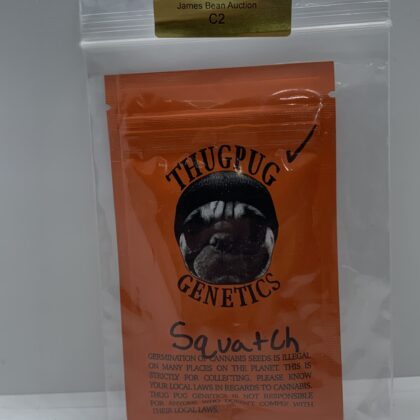 James Bean Auction
C2
THUGPUG
GENETICS
Squatch
GERMINATION OF CANNABIS SEEDS IS ILLEGAL
ON MANY PLACES ON THE PLANET. THIS IS
STRICTLY FOR COLLECTING. PLEASE KNOW
YOUR LOCAL LAWS IN REGARDS TO CANNABIS.
THUG PUG GENETICS IS NOT RESPONSIBLE
FOR ANYONE WHO DOESN'T COMPLY WITH
THEIR LOCAL LAWS.